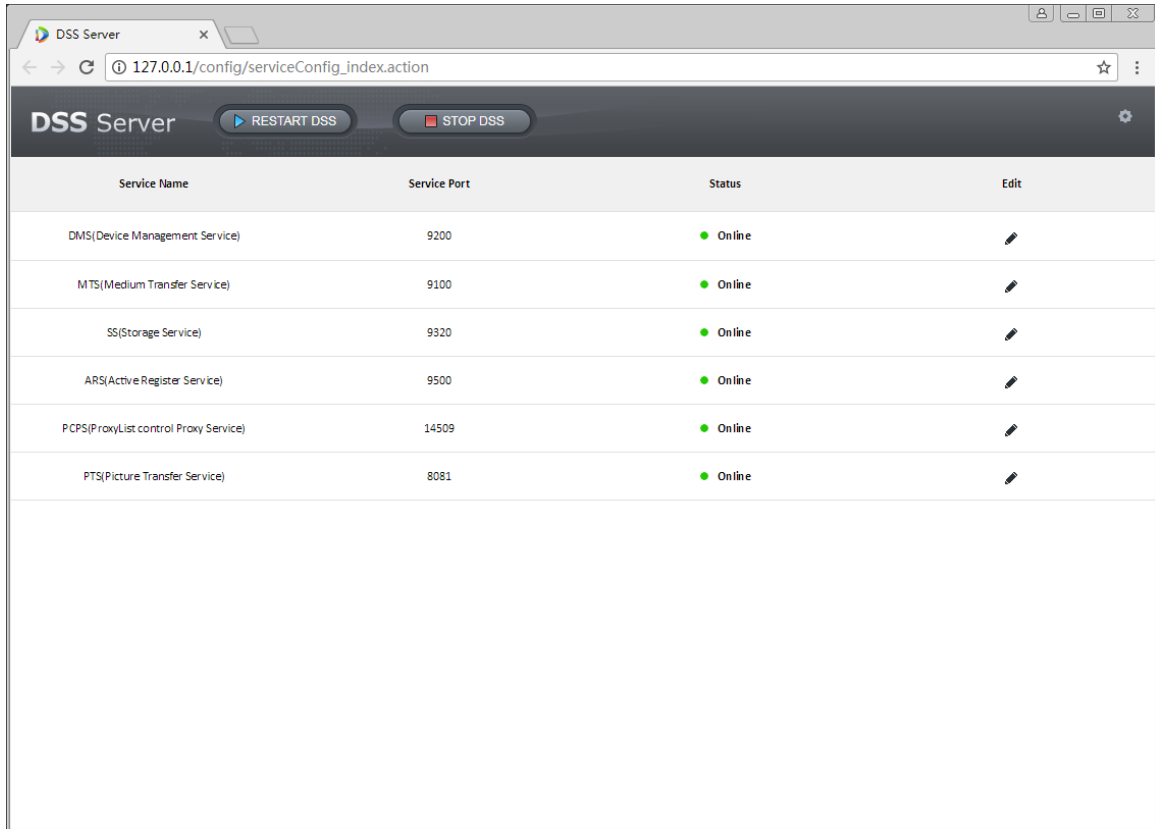 DSS Server
127.0.0.1/config/serviceConfig_index.action
DSS Server RESTART DSS STOP DSS
Service Name Service Port Status Edit
DMS(Device Management Service) 9200 Online
MTS(Medium Transfer Service) 9100 Online
SS(Storage Service) 9320 Online
ARS(Active Register Service) 9500 Online
PCPS(ProxyList control Proxy Service) 14509 Online
PTS(Picture Transfer Service) 8081 Online